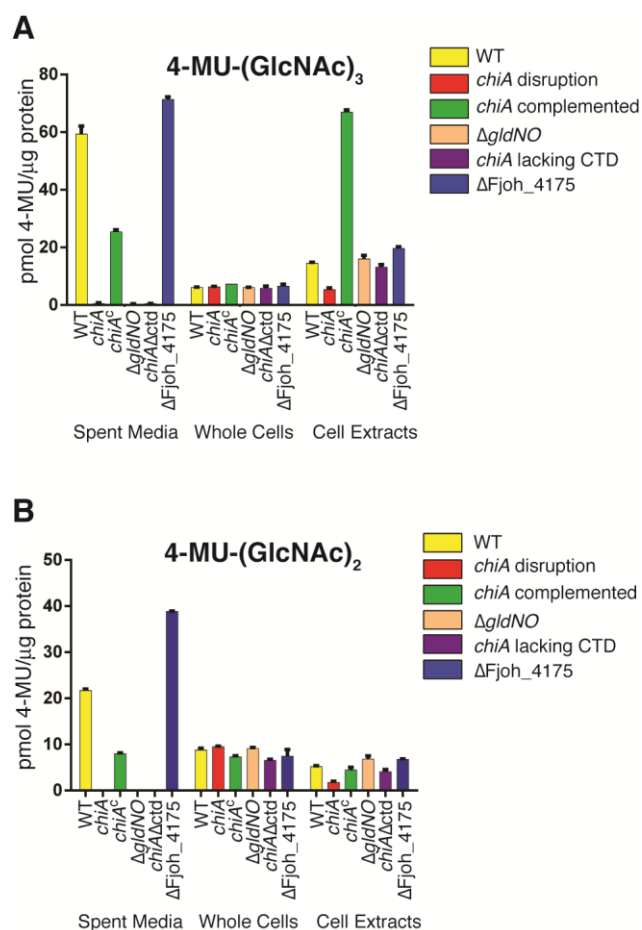 A
4-MU-(GlcNAc)3
pmol 4-MU/µg protein
80
60
40
20
0
WT
chiA
chiAc
ΔgldNO
chiAΔctd
ΔFjoh_4175
WT
chiA
chiAc
ΔgldNO
chiAΔctd
ΔFjoh_4175
WT
chiA
chiAc
ΔgldNO
chiAΔctd
ΔFjoh_4175
Spent Media
Whole Cells
Cell Extracts
WT
chiA disruption
chiA complemented
ΔgldNO
chiA lacking CTD
ΔFjoh_4175
B
4-MU-(GlcNAc)2
pmol 4-MU/µg protein
50
40
30
20
10
0
WT
chiA
chiAc
ΔgldNO
chiAΔctd
ΔFjoh_4175
WT
chiA
chiAc
ΔgldNO
chiAΔctd
ΔFjoh_4175
WT
chiA
chiAc
ΔgldNO
chiAΔctd
ΔFjoh_4175
Spent Media
Whole Cells
Cell Extracts
WT
chiA disruption
chiA complemented
ΔgldNO
chiA lacking CTD
ΔFjoh_4175